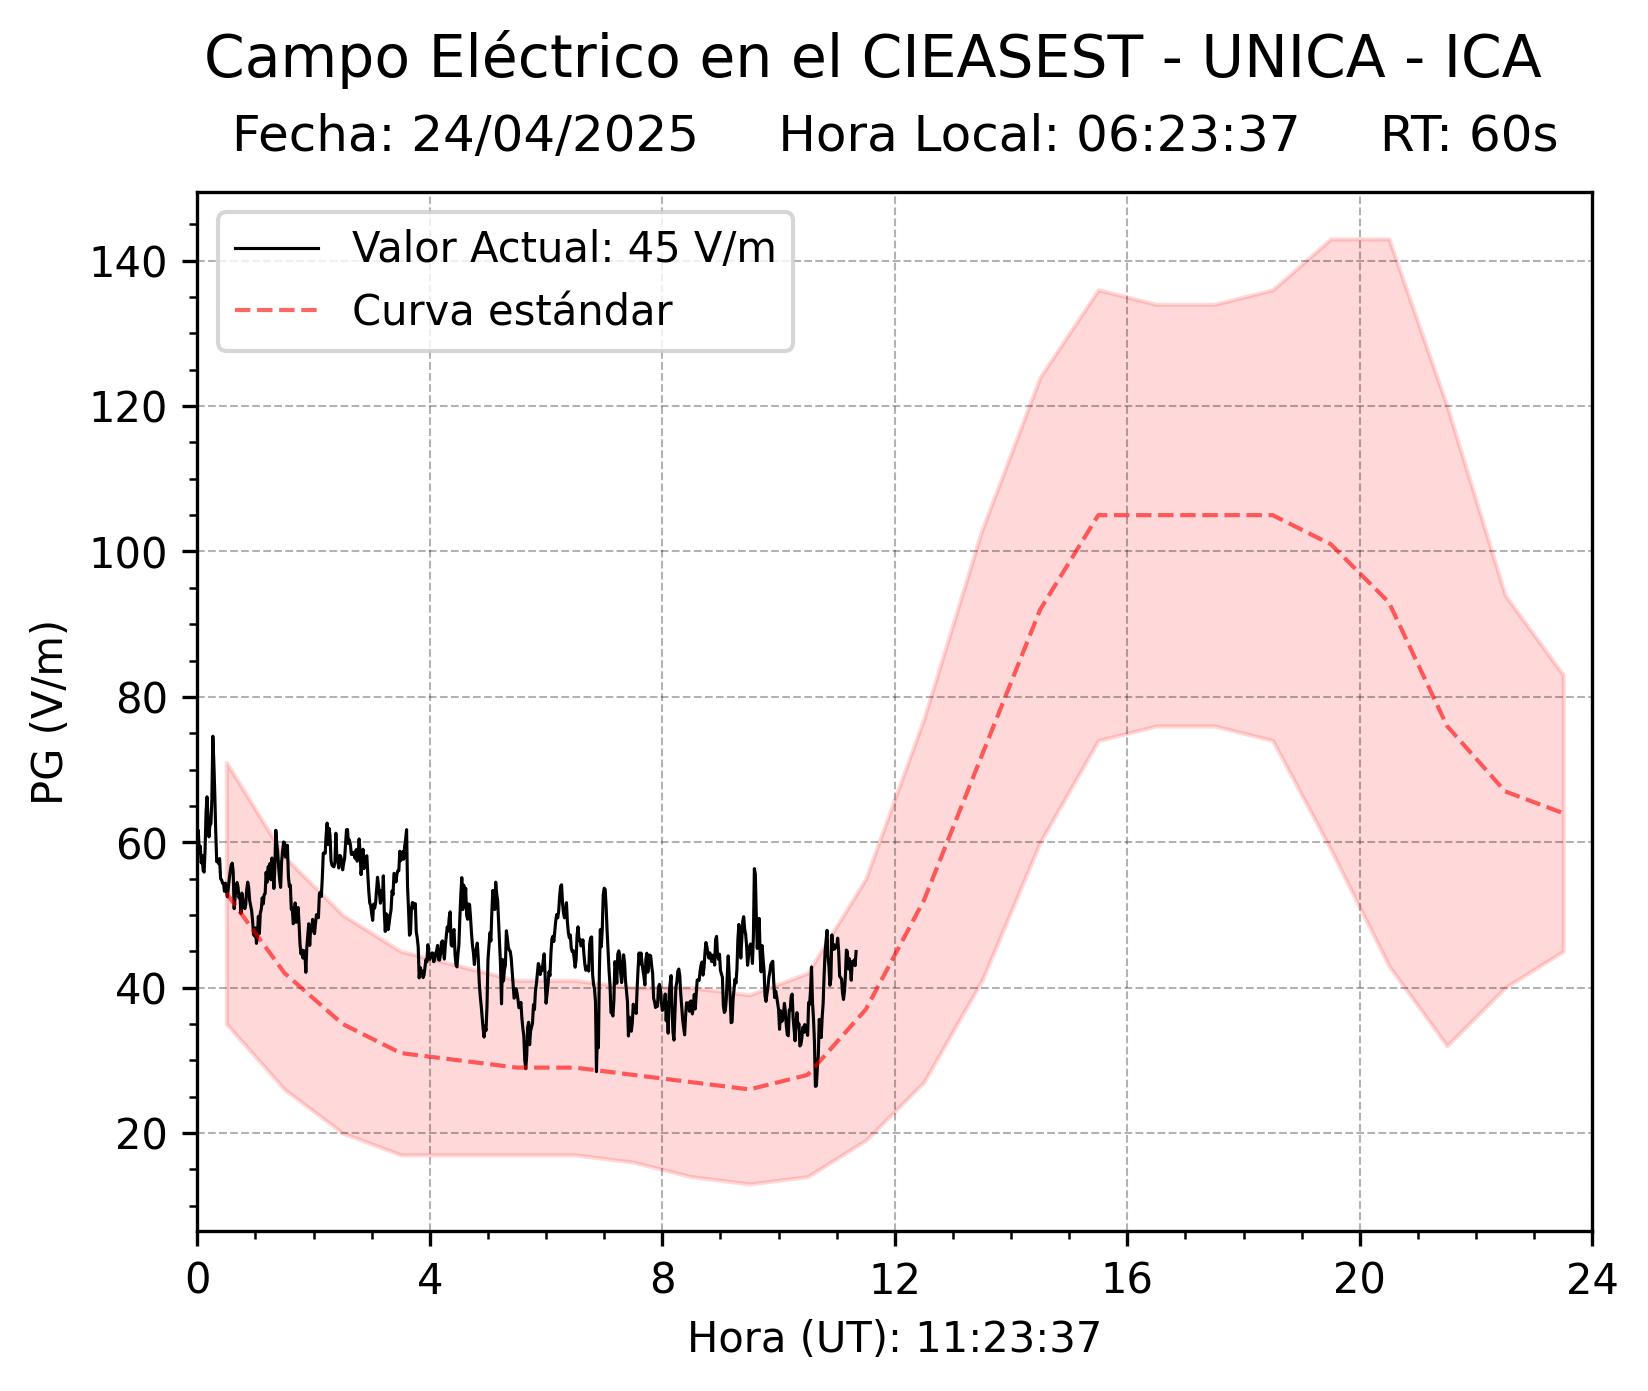 Campo Eléctrico en el CIEASEST - UNICA - ICA
Fecha: 24/04/2025 Hora Local: 06:23:37 RT: 60s
Valor Actual: 45 V/m
Curva estándar
140
120
100
80
60
40
20
PG (V/m)
0 4 8 12 16 20 24
Hora (UT): 11:23:37